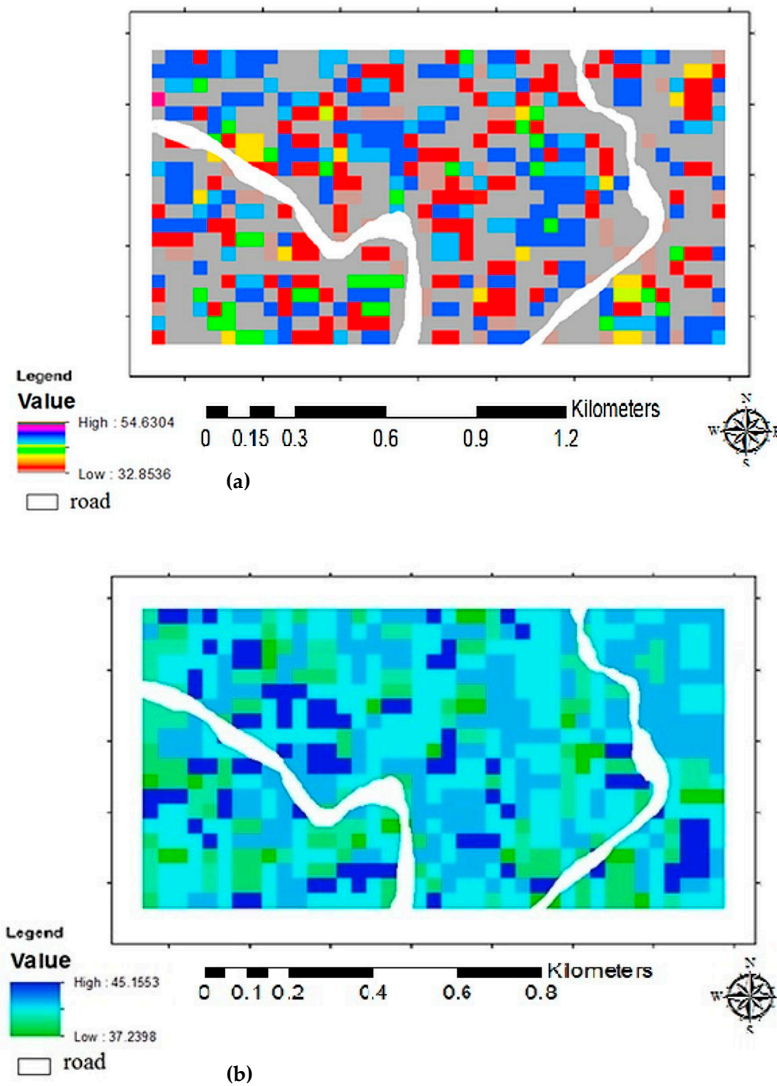 Legend
Value
High : 54.6304
Low : 32.8536
road
Kilometers
0 0.15 0.3 0.6 0.9 1.2
N
W E
S
(a)
Legend
Value
High : 45.1553
Low : 37.2398
road
Kilometers
0 0.1 0.2 0.4 0.6 0.8
N
W E
S
(b)